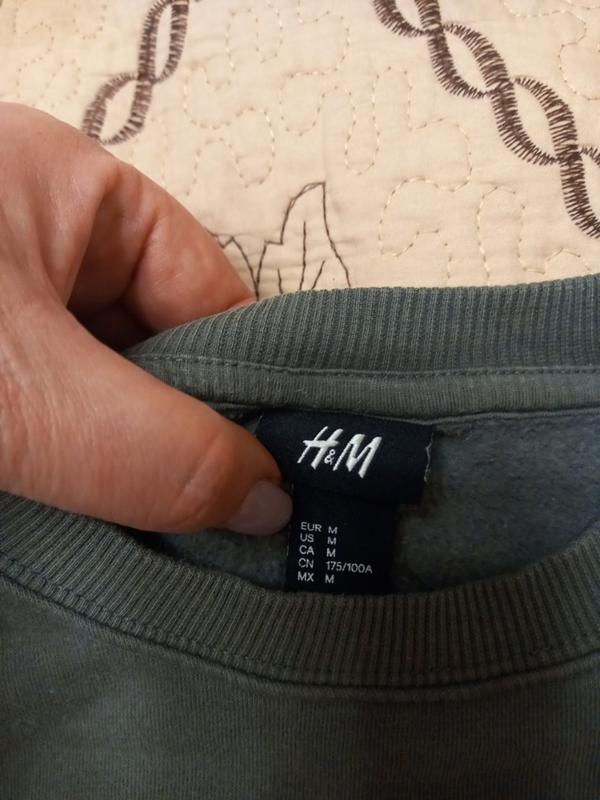 H&M
EUR M
US M
CA M
CN 175/100A
MX M